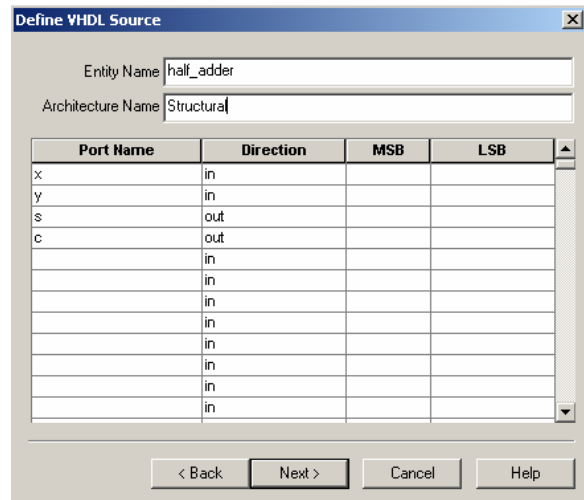 Define VHDL Source
Entity Name half_adder
Architecture Name Structural
Port Name Direction MSB LSB
x in
y in
s out
c out
in
in
in
in
in
in
in
in
< Back Next > Cancel Help